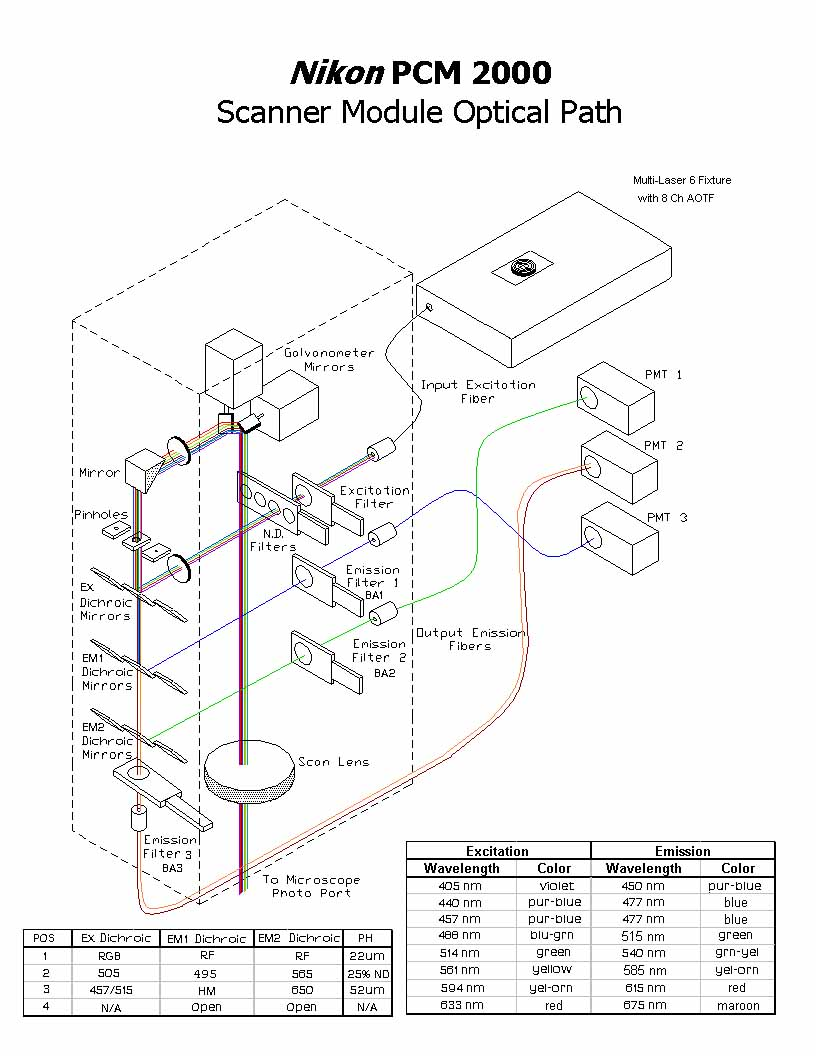 Nikon PCM 2000
Scanner Module Optical Path
Multi-Laser 6 Fixture
with 8 Ch AOTF
Galvanometer
Mirrors
Input Excitation
Fiber
PMT 1
PMT 2
PMT 3
Mirror
Excitation
Filter
Pinholes
N.D.
Filters
Emission
Filter 1
BA1
Ex
Dichroic
Mirrors
Output Emission
Fibers
Emission
Filter 2
BA2
EM1
Dichroic
Mirrors
EM2
Dichroic
Mirrors
Scan Lens
Emission
Filter 3
BA3
To Microscope
Photo Port
Excitation Emission
Wavelength Color Wavelength Color
405 nm violet 450 nm pur-blue
440 nm pur-blue 477 nm blue
457 nm pur-blue 477 nm blue
488 nm blu-grn 515 nm green
514 nm green 540 nm grn-yel
561 nm yellow 585 nm yel-orn
594 nm yel-orn 615 nm red
633 nm red 675 nm maroon
POS Ex Dichroic EM1 Dichroic EM2 Dichroic PH
1 RGB RF RF 22um
2 505 495 565 25% ND
3 457/515 HM 650 52um
4 N/A Open Open N/A